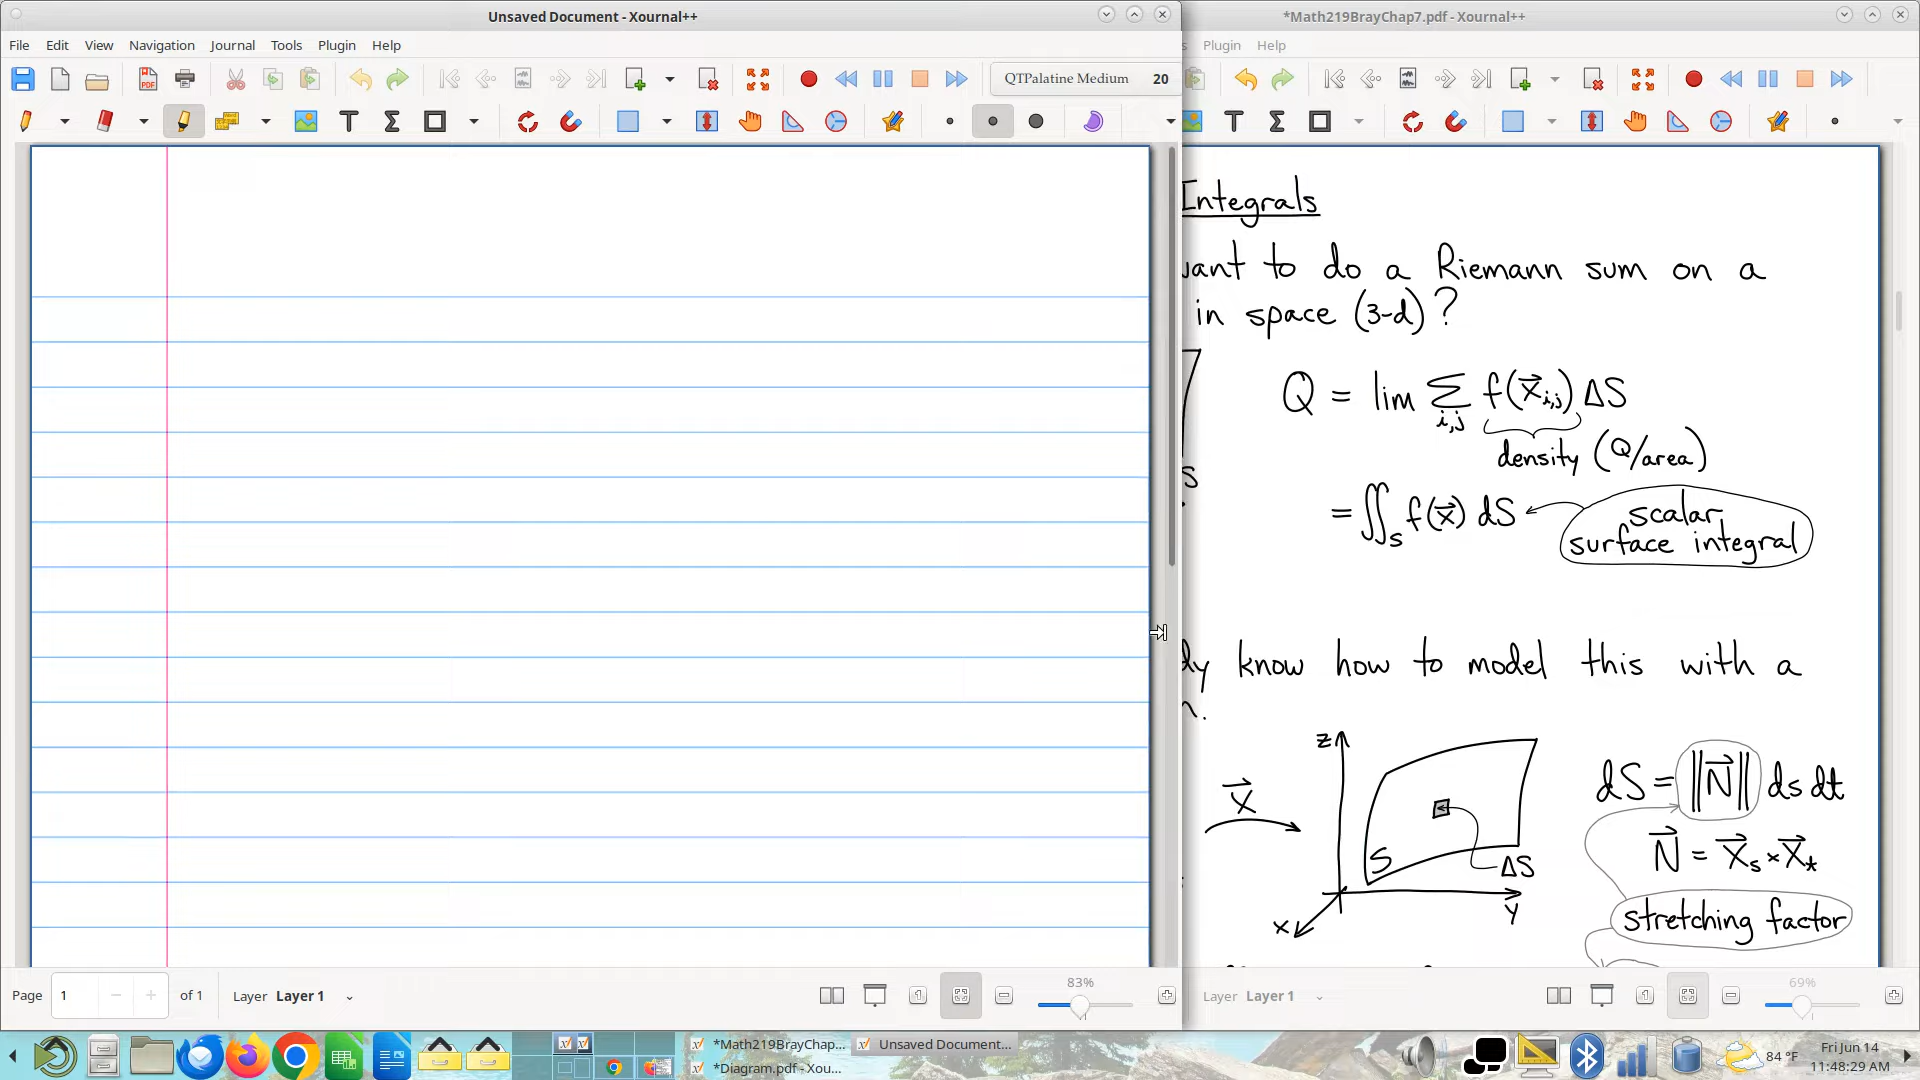 Unsaved Document - Xournal++
File Edit View Navigation Journal Tools Plugin Help
QTPalatine Medium 20
Page 1 of 1 Layer Layer 1 83%
*Math219BrayChap7.pdf - Xournal++
s Plugin Help
Integrals
want to do a Riemann sum on a
in space (3-d)?
Q = lim ∑ i,j f(x⃗ i,j) ΔS
density (Q/area)
= ∬_S f(x⃗) dS
scalar
surface integral
dy know how to model this with a
n.
X⃗
z
S
ΔS
y
x
dS = ||N⃗|| ds dt
N⃗ = X⃗s × X⃗t
stretching factor
Layer Layer 1 69%
*Math219BrayChap...
Unsaved Document...
*Diagram.pdf - Xou...
84 °F
Fri Jun 14
11:48:29 AM